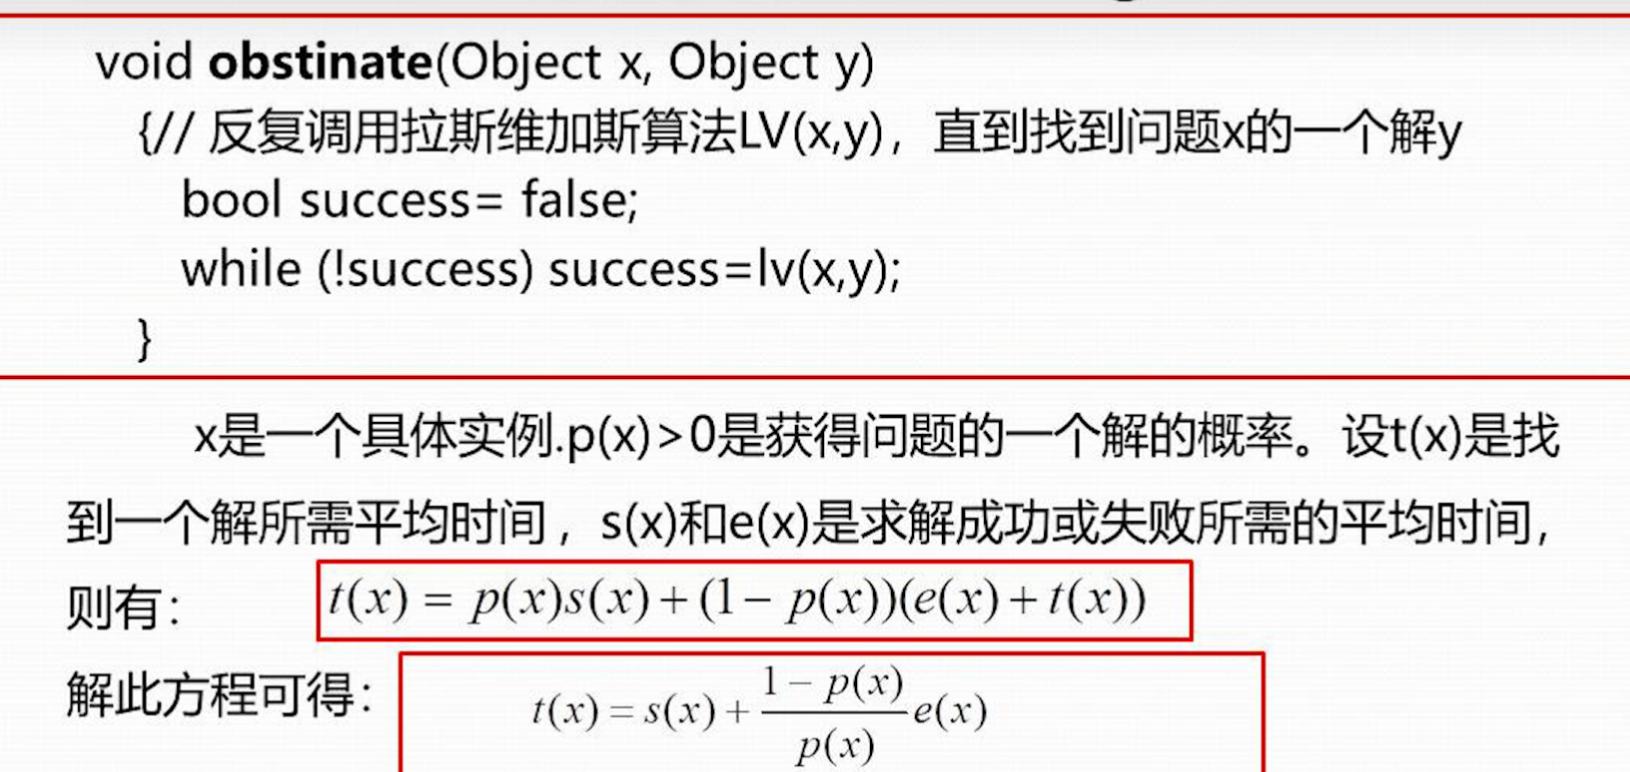 void obstinate(Object x, Object y)
{// 反复调用拉斯维加斯算法LV(x,y)，直到找到问题x的一个解y
bool success= false;
while (!success) success=lv(x,y);
}
x是一个具体实例.p(x)>0是获得问题的一个解的概率。设t(x)是找
到一个解所需平均时间，s(x)和e(x)是求解成功或失败所需的平均时间，
则有： t(x) = p(x)s(x)+(1− p(x))(e(x)+t(x))
解此方程可得： t(x)=s(x)+\frac{1−p(x)}{p(x)}e(x)